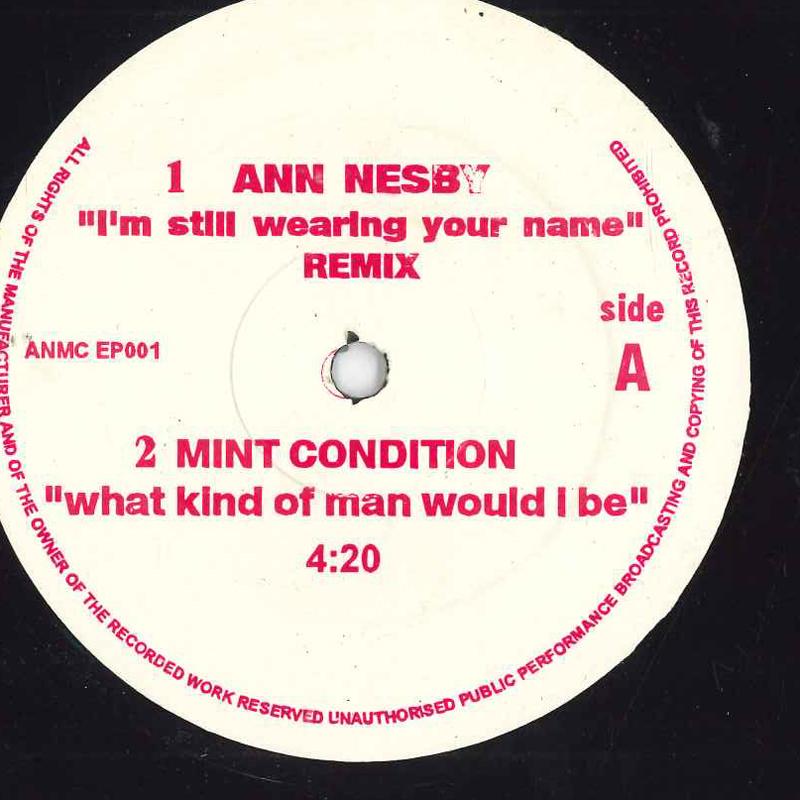 1 ANN NESBY
"I'm still wearing your name"
REMIX
side
A
ANMC EP001
2 MINT CONDITION
"what kind of man would I be"
4:20
ALL RIGHTS OF THE MANUFACTURER AND OF THE OWNER OF THE RECORDED WORK RESERVED UNAUTHORISED PUBLIC PERFORMANCE BROADCASTING AND COPYING OF THIS RECORD PROHIBITED